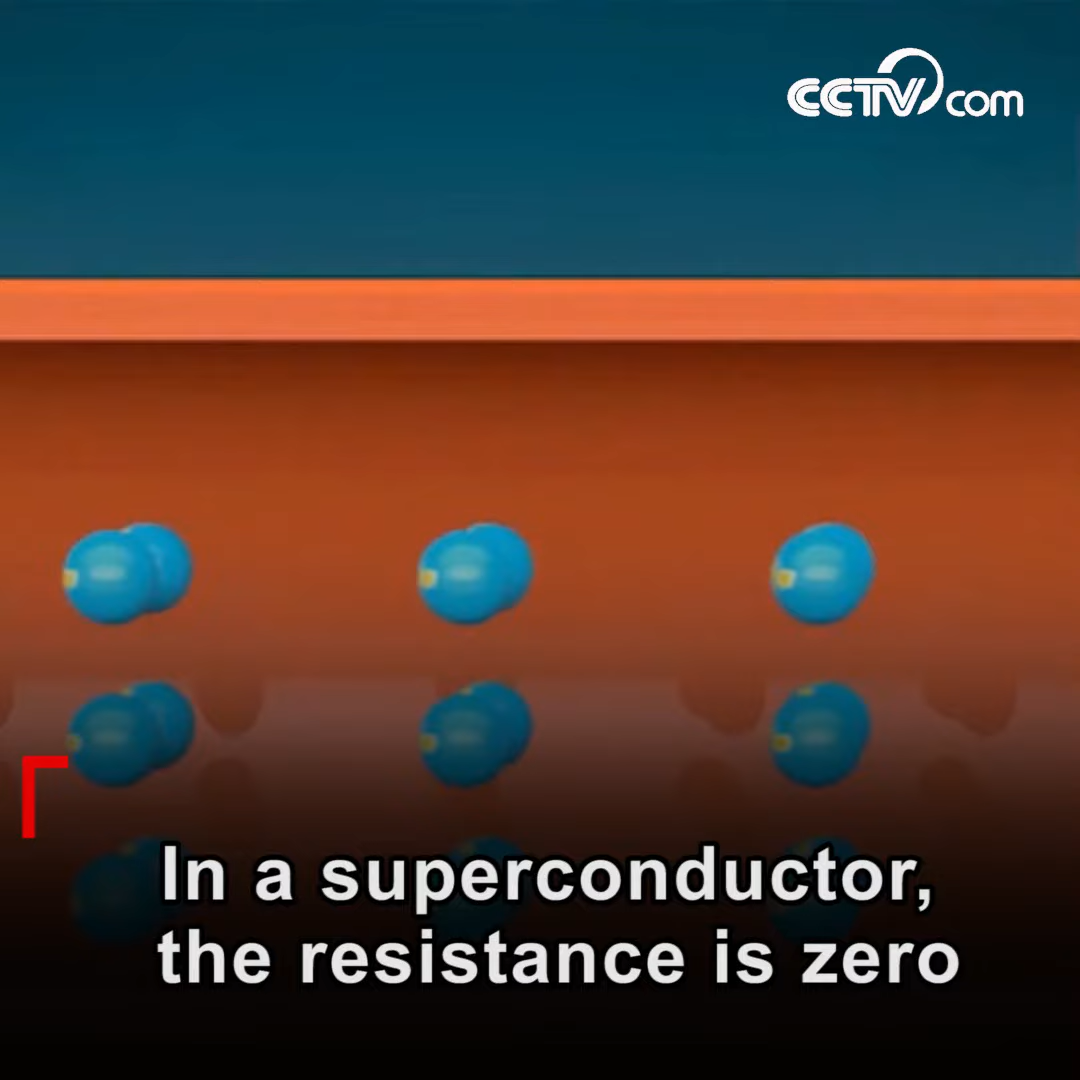 CCTV.com
In a superconductor,
the resistance is zero